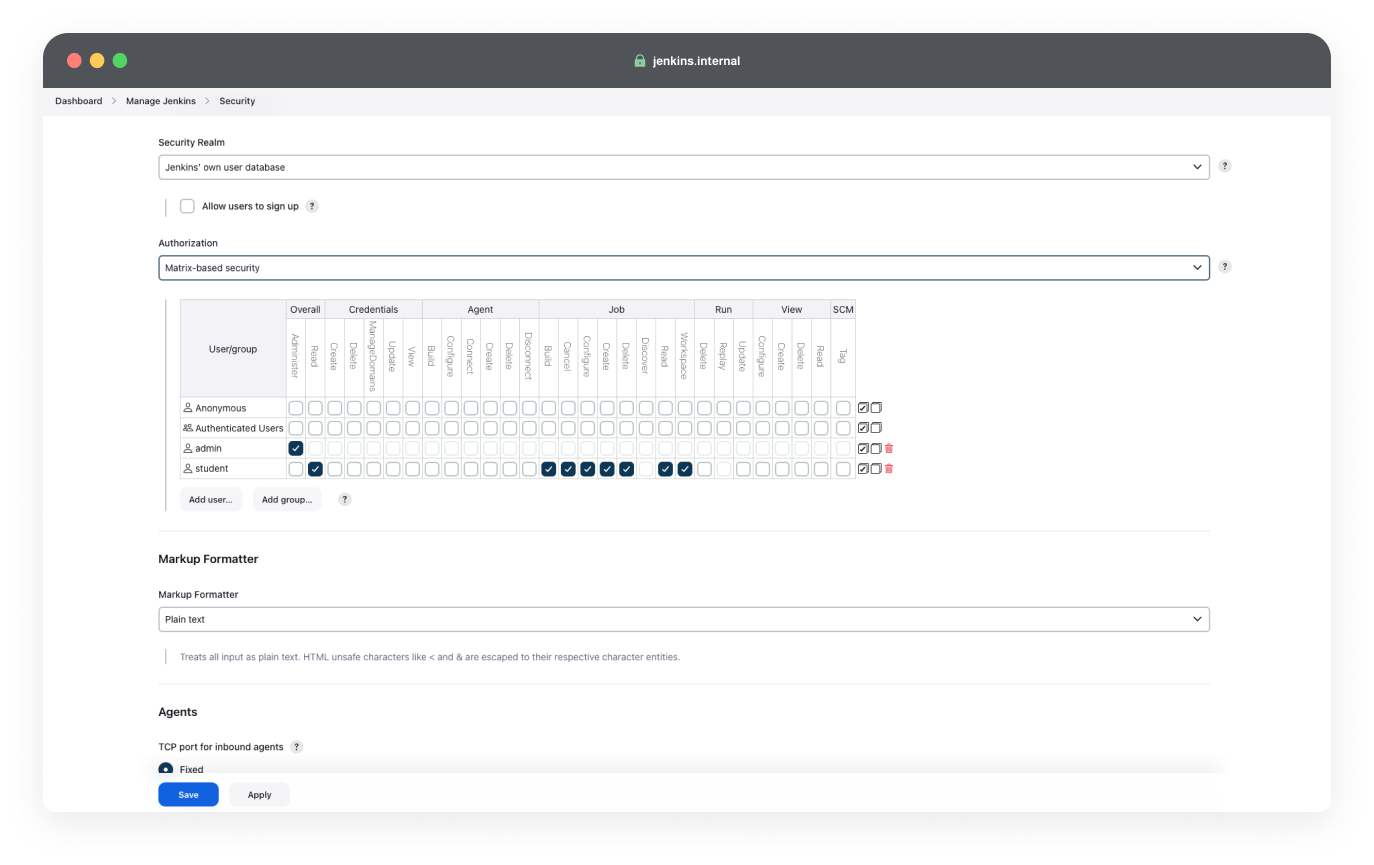 jenkins.internal
Dashboard > Manage Jenkins > Security
Security Realm
Jenkins' own user database
?
Allow users to sign up ?
Authorization
Matrix-based security
?
User/group
Overall Credentials Agent Job Run View SCM
Administer Read Create Delete ManageDomains Update View Build Configure Connect Create Delete Disconnect Build Cancel Configure Create Delete Discover Read Workspace Delete Replay Update Configure Create Delete Read Tag
Anonymous
Authenticated Users
admin
student
Add user... Add group... ?
Markup Formatter
Markup Formatter
Plain text
Treats all input as plain text. HTML unsafe characters like < and & are escaped to their respective character entities.
Agents
TCP port for inbound agents ?
Fixed
Save Apply